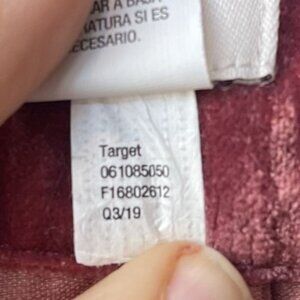 AR A BAJA
ATURA SI ES
ECESARIO.
Target
061085050
F16802612
Q3/19